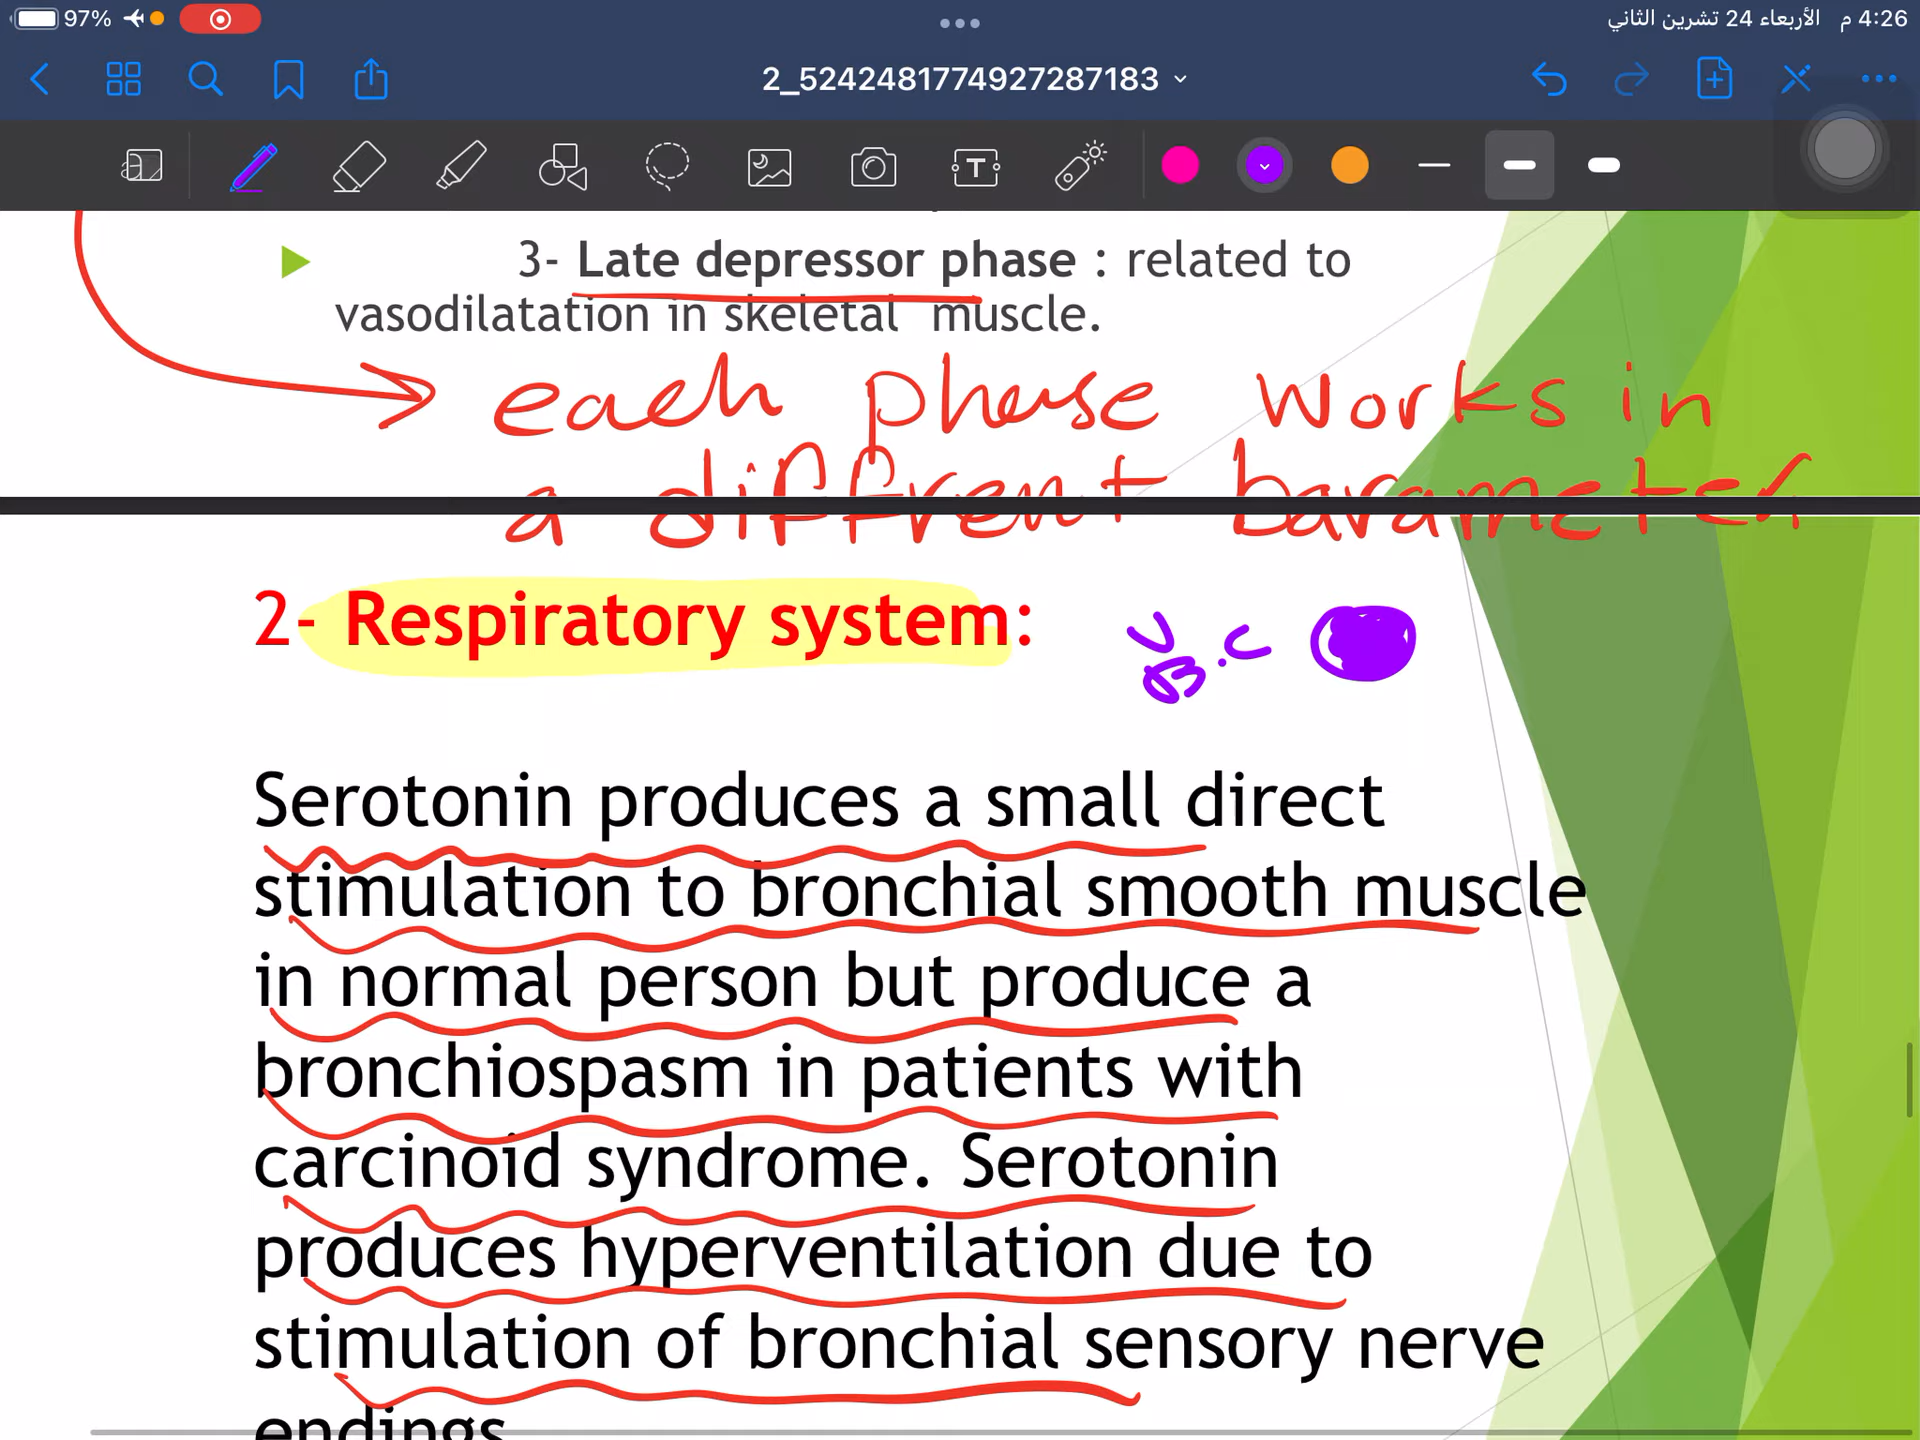 97%
4:26 م الأربعاء 24 تشرين الثاني
2_5242481774927287183
3- Late depressor phase : related to
vasodilatation in skeletal muscle.
each phase works in
a diffrent barameter
2- Respiratory system:
V
B.C
Serotonin produces a small direct
stimulation to bronchial smooth muscle
in normal person but produce a
bronchiospasm in patients with
carcinoid syndrome. Serotonin
produces hyperventilation due to
stimulation of bronchial sensory nerve
endings